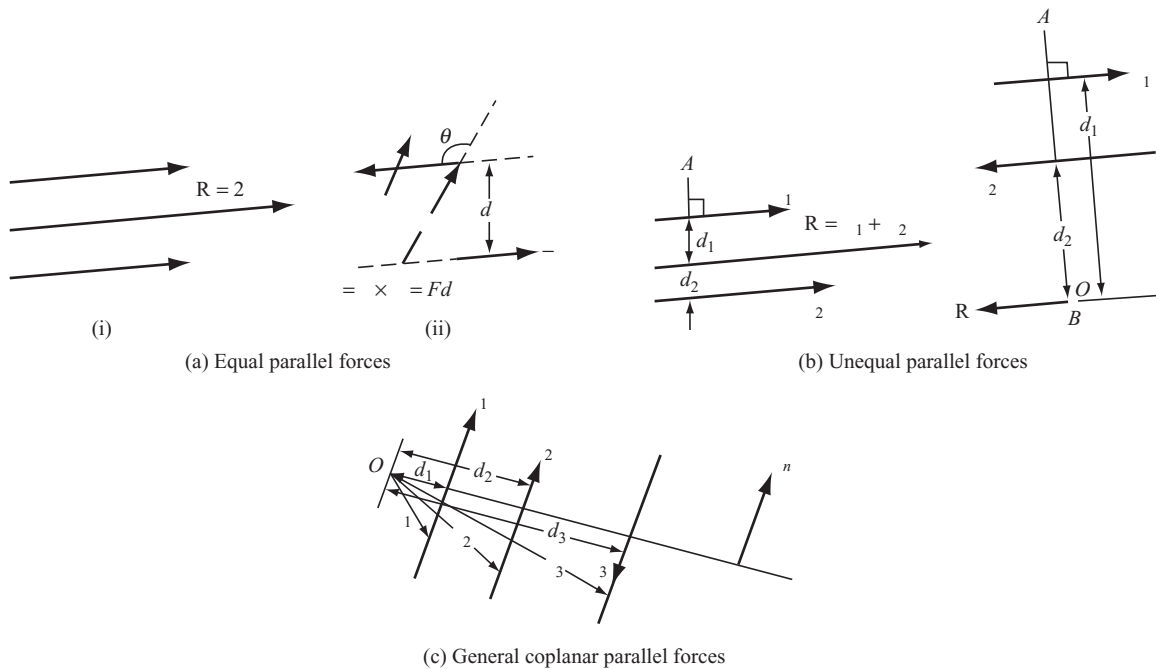 R = 2
(i)
θ
d
–
= × = Fd
(ii)
(a) Equal parallel forces
A
1
d1
R = 1 + 2
d2
2
A
1
d1
2
d2
O
R
B
(b) Unequal parallel forces
1
2
n
O
d1
d2
1
2
d3
3
3
(c) General coplanar parallel forces